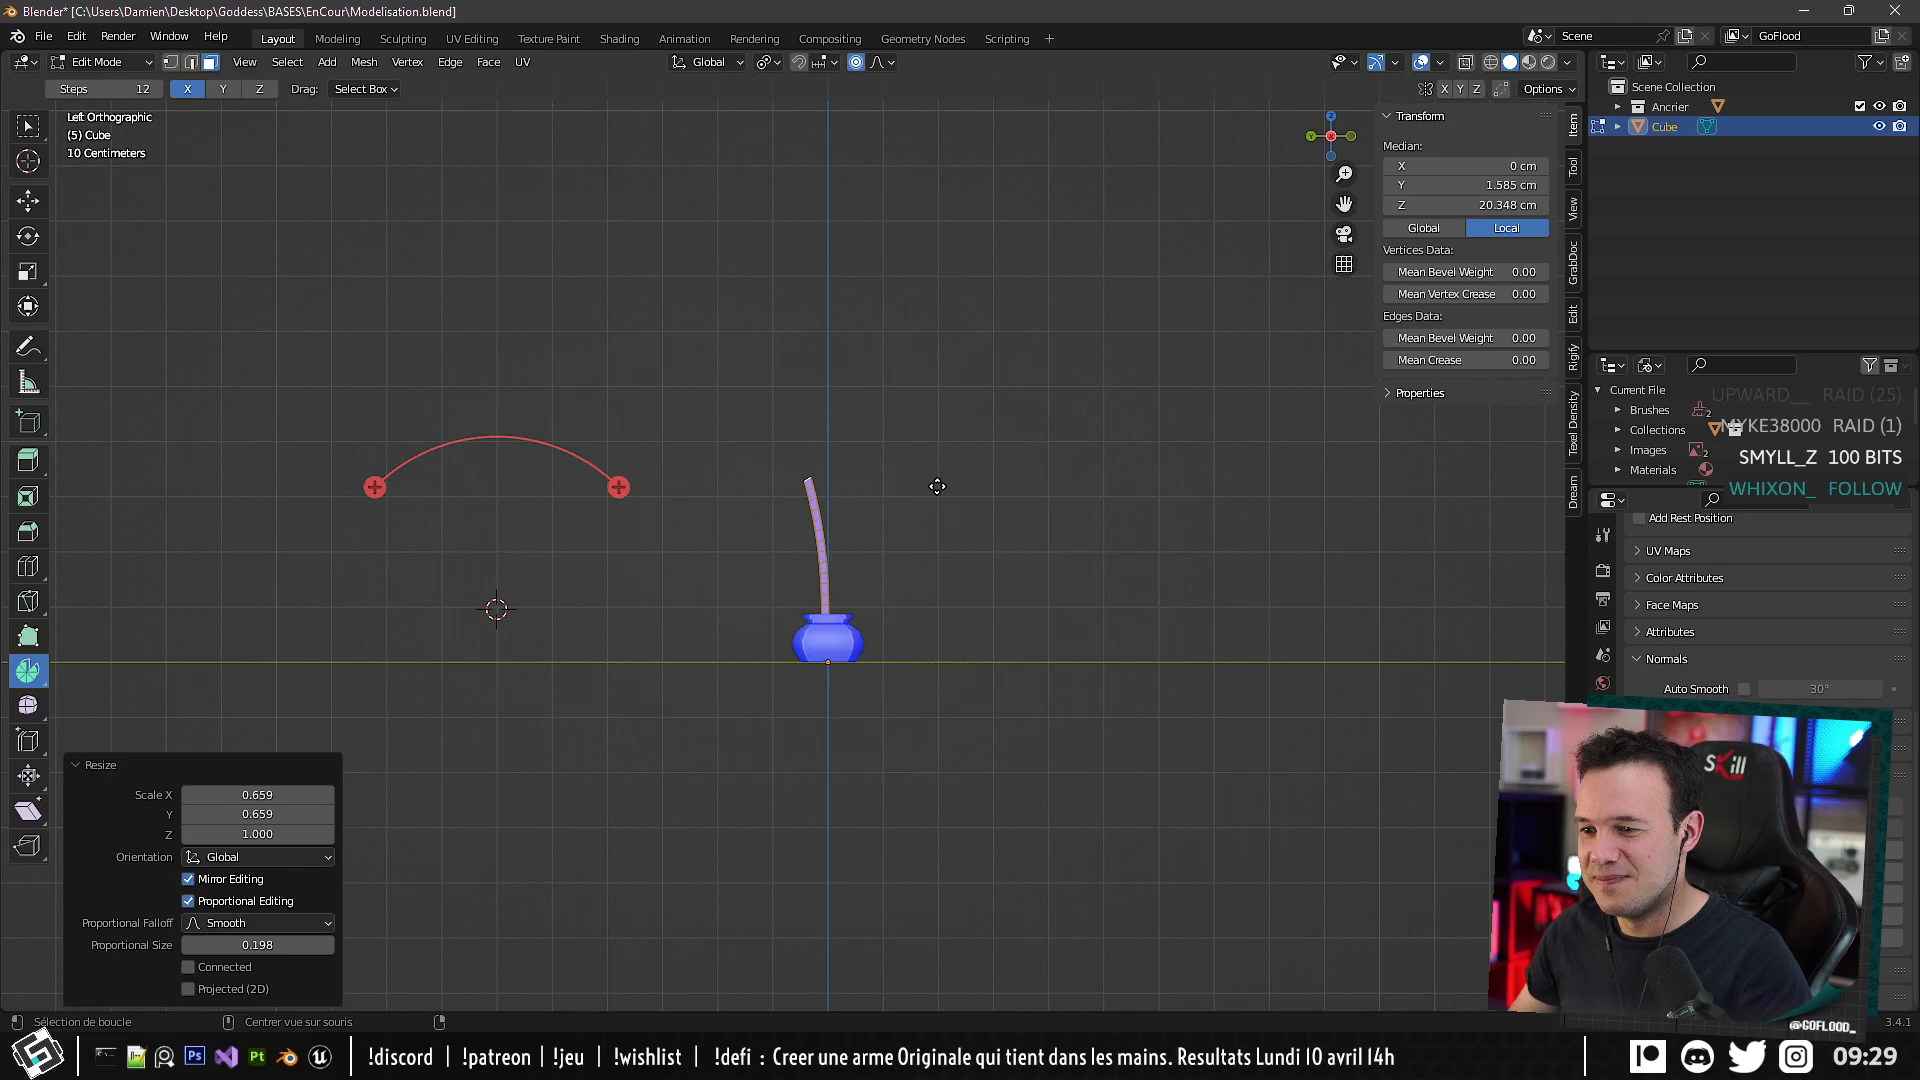 Blender* [C:\Users\Damien\Desktop\Goddess\BASES\EnCour\Modelisation.blend]
File Edit Render Window Help
Layout Modeling Sculpting UV Editing Texture Paint Shading Animation Rendering Compositing Geometry Nodes Scripting
Scene
GoFlood
Edit Mode View Select Add Mesh Vertex Edge Face UV
Global
Steps 12 X Y Z Drag: Select Box
X Y Z Options
Left Orthographic
(5) Cube
10 Centimeters
Transform
Median:
X 0 cm
Y 1.585 cm
Z 20.348 cm
Global Local
Vertices Data:
Mean Bevel Weight 0.00
Mean Vertex Crease 0.00
Edges Data:
Mean Bevel Weight 0.00
Mean Crease 0.00
Properties
Item
Tool
View
GrabDoc
Edit
Rigify
Texel Density
Dream
Scene Collection
Ancrier
Cube
Current File
Brushes 2
Collections
Images 2
Materials
UPWARD__ RAID (25)
MYKE38000 RAID (1)
SMYLL_Z 100 BITS
WHIXON_ FOLLOW
Add Rest Position
UV Maps
Color Attributes
Face Maps
Attributes
Normals
Auto Smooth 30°
Resize
Scale X 0.659
Y 0.659
Z 1.000
Orientation Global
Mirror Editing
Proportional Editing
Proportional Falloff Smooth
Proportional Size 0.198
Connected
Projected (2D)
Sélection de boucle
Centrer vue sur souris
3.4.1
SKILL
@GOFLOOD_
!discord | !patreon | !jeu | !wishlist | !defi : Creer une arme Originale qui tient dans les mains. Resultats Lundi 10 avril 14h
09:29